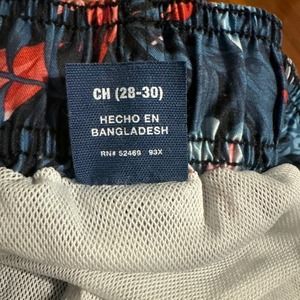 CH (28-30)
HECHO EN
BANGLADESH
RN# 52469 93X